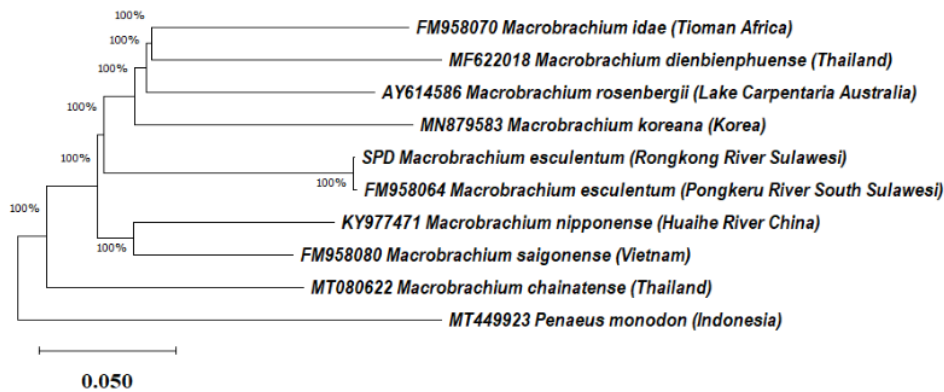 100%
FM958070 Macrobrachium idae (Tioman Africa)
100%
MF622018 Macrobrachium dienbienphuense (Thailand)
100%
AY614586 Macrobrachium rosenbergii (Lake Carpentaria Australia)
100%
MN879583 Macrobrachium koreana (Korea)
100%
SPD Macrobrachium esculentum (Rongkong River Sulawesi)
100%
FM958064 Macrobrachium esculentum (Pongkeru River South Sulawesi)
100%
KY977471 Macrobrachium nipponense (Huaihe River China)
100%
FM958080 Macrobrachium saigonense (Vietnam)
MT080622 Macrobrachium chainatense (Thailand)
MT449923 Penaeus monodon (Indonesia)
0.050